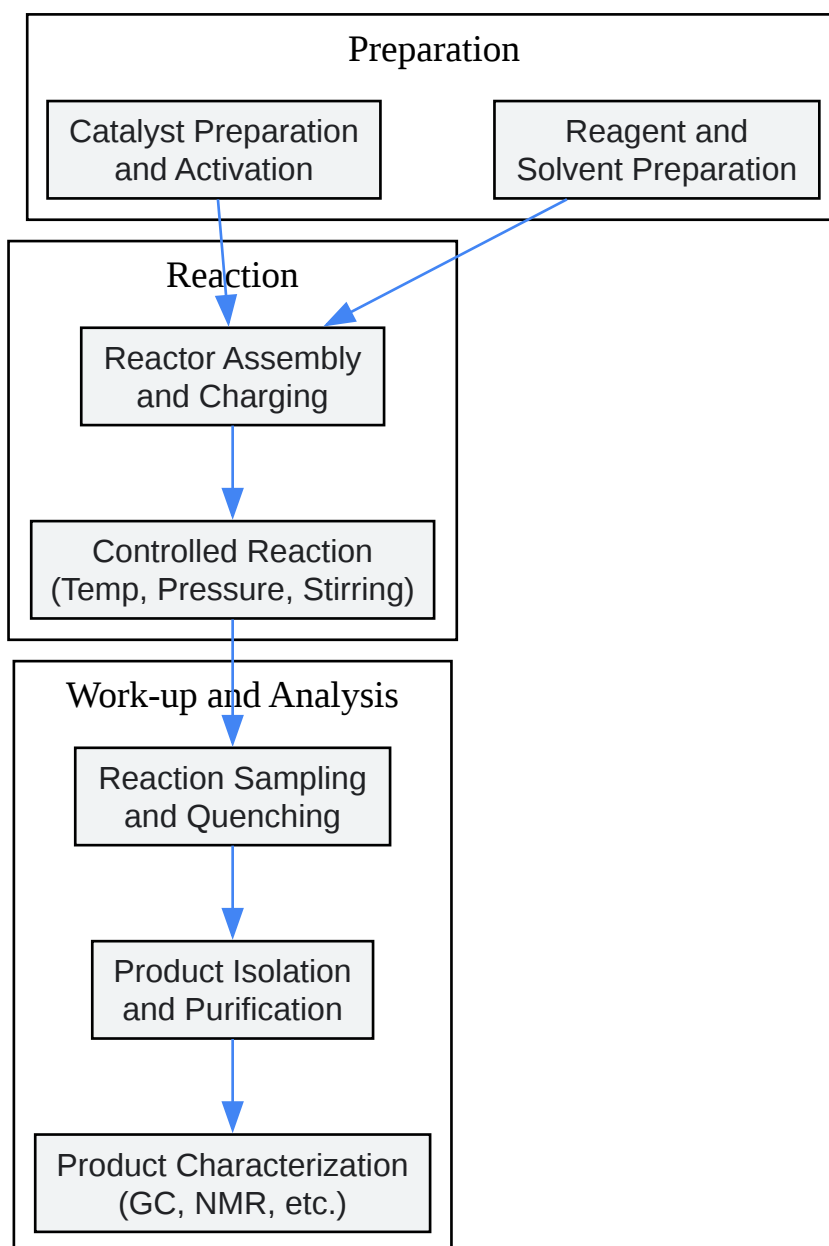 Preparation
Catalyst Preparation
and Activation
Reagent and
Solvent Preparation
Reaction
Reactor Assembly
and Charging
Controlled Reaction
(Temp, Pressure, Stirring)
Work-up and Analysis
Reaction Sampling
and Quenching
Product Isolation
and Purification
Product Characterization
(GC, NMR, etc.)